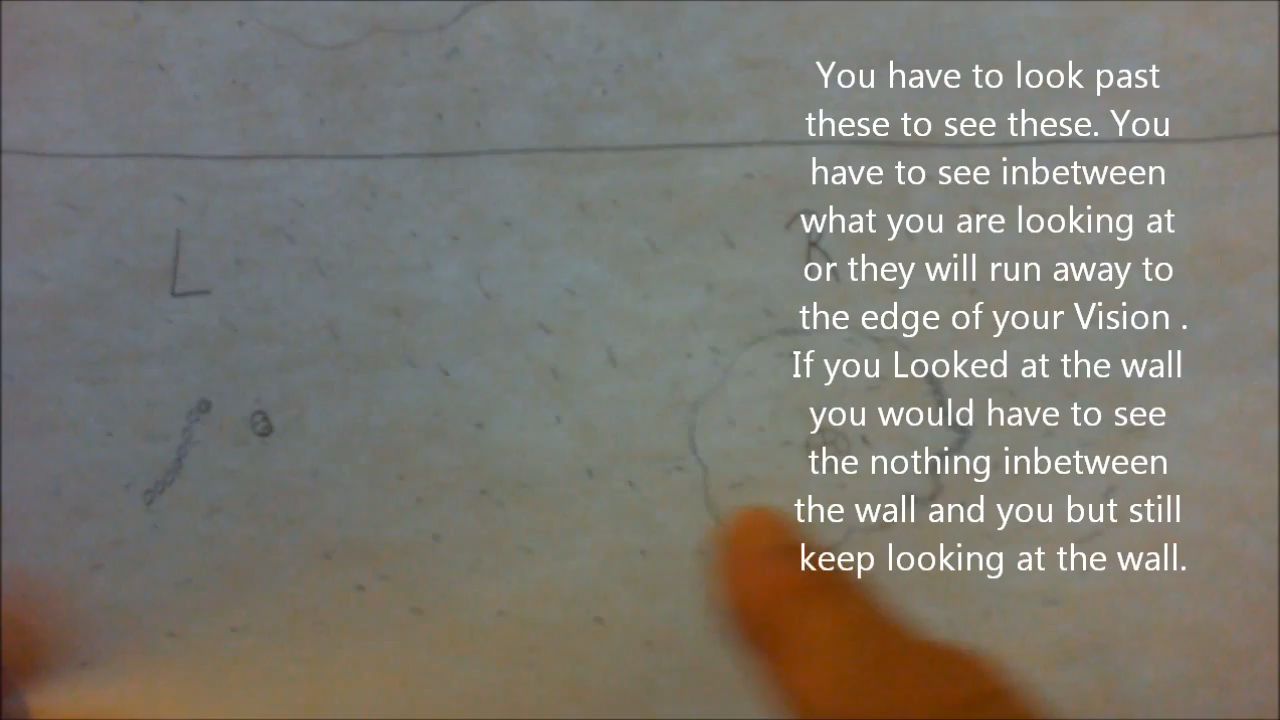 You have to look past
these to see these. You
have to see inbetween
what you are looking at
or they will run away to
the edge of your Vision .
If you Looked at the wall
you would have to see
the nothing inbetween
the wall and you but still
keep looking at the wall.
L
R